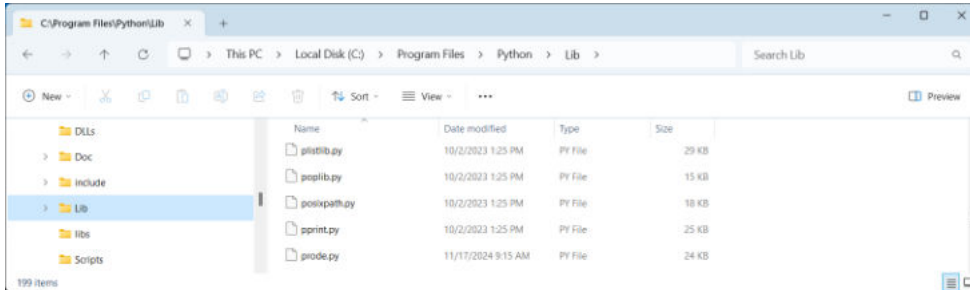 C:\Program Files\Python\Lib
This PC > Local Disk (C:) > Program Files > Python > Lib >
Search Lib
New
Sort
View
Preview
DLLs
Doc
include
Lib
libs
Scripts
Name Date modified Type Size
plistlib.py 10/2/2023 1:25 PM PY File 29 KB
poplib.py 10/2/2023 1:25 PM PY File 15 KB
posixpath.py 10/2/2023 1:25 PM PY File 18 KB
pprint.py 10/2/2023 1:25 PM PY File 25 KB
prode.py 11/17/2024 9:15 AM PY File 24 KB
199 items